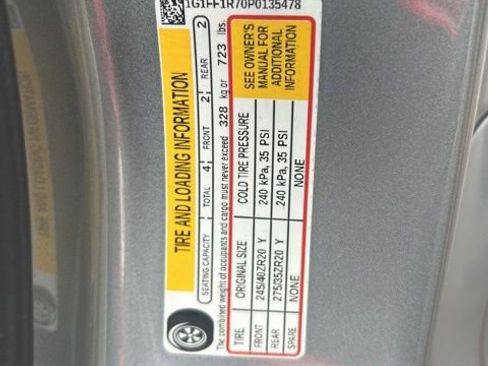 1G1FF1R70P0135478
TIRE AND LOADING INFORMATION
SEATING CAPACITY TOTAL 4 FRONT 2 REAR 2
The combined weight of occupants and cargo must never exceed 328 kg or 723 lbs.
TIRE ORIGINAL SIZE COLD TIRE PRESSURE
FRONT 245/40ZR20 Y 240 kPa, 35 PSI
REAR 275/35ZR20 Y 240 kPa, 35 PSI
SPARE NONE NONE
SEE OWNER'S
MANUAL FOR
ADDITIONAL
INFORMATION